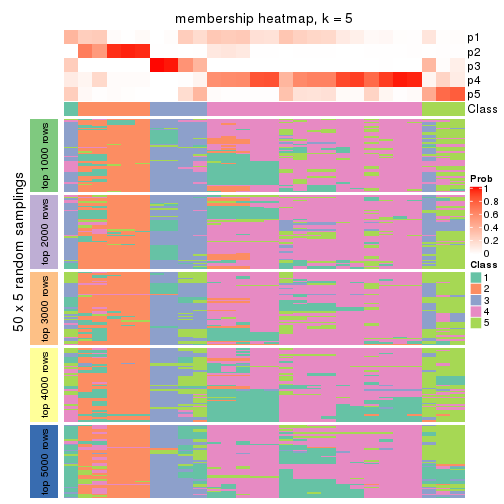 membership heatmap, k = 5
p1
p2
p3
p4
p5
Class
50 x 5 random samplings
top 1000 rows
top 2000 rows
top 3000 rows
top 4000 rows
top 5000 rows
Prob
1
0.8
0.6
0.4
0.2
0
Class
1
2
3
4
5